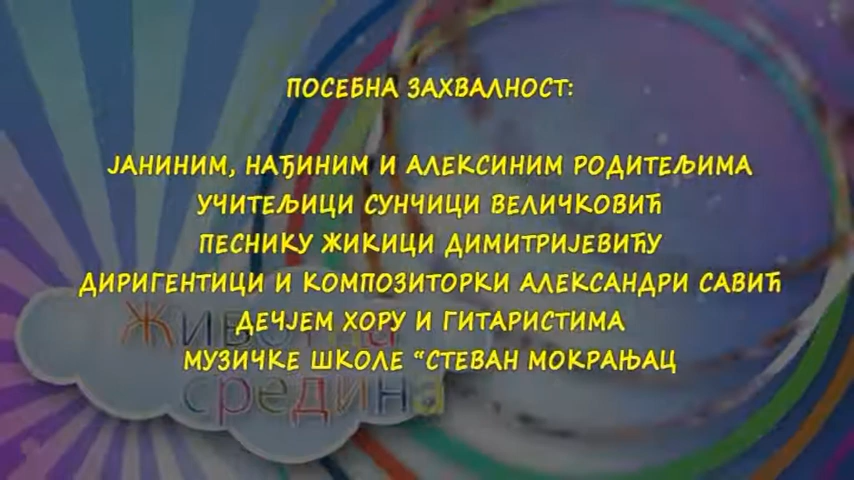 ПОСЕБНА ЗАХВАЛНОСТ:
ЈАНИНИМ, НАЂИНИМ И АЛЕКСИНИМ РОДИТЕЉИМА
УЧИТЕЉИЦИ СУНЧИЦИ ВЕЛИЧКОВИЋ
ПЕСНИКУ ЖИКИЦИ ДИМИТРИЈЕВИЋУ
ДИРИГЕНТИЦИ И КОМПОЗИТОРКИ АЛЕКСАНДРИ САВИЋ
ДЕЧЈЕМ ХОРУ И ГИТАРИСТИМА
МУЗИЧКЕ ШКОЛЕ “СТЕВАН МОКРАЊАЦ
Животна
средина